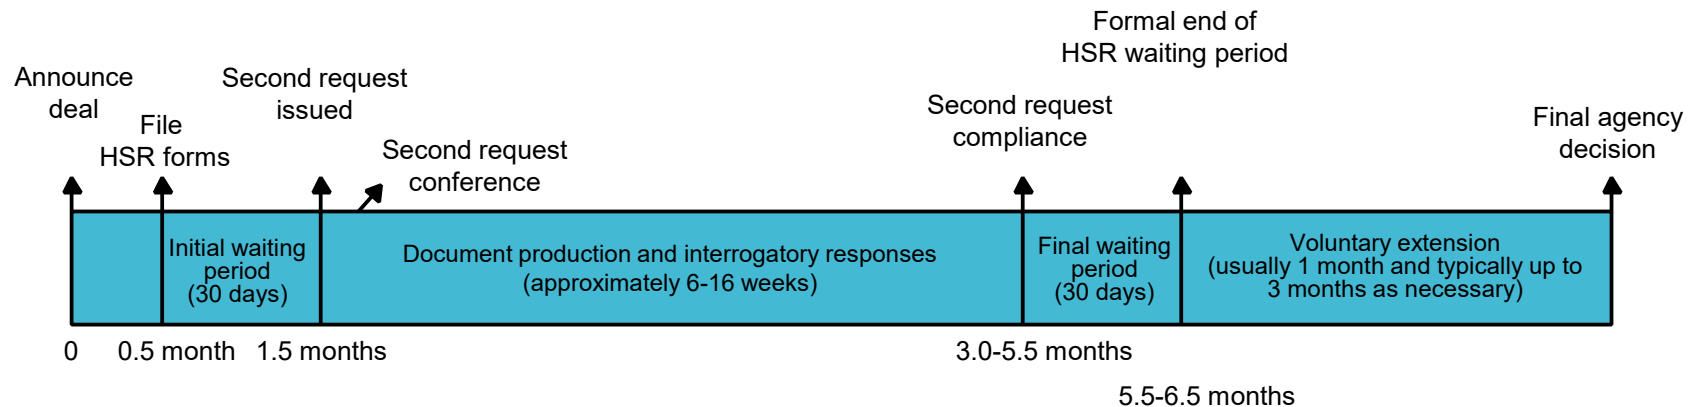 Announce
deal
File
HSR forms
Second request
issued
Second request
conference
Second request
compliance
Formal end of
HSR waiting period
Final agency
decision
Initial waiting
period
(30 days)
Document production and interrogatory responses
(approximately 6-16 weeks)
Final waiting
period
(30 days)
Voluntary extension
(usually 1 month and typically up to
3 months as necessary)
0
0.5 month
1.5 months
3.0-5.5 months
5.5-6.5 months